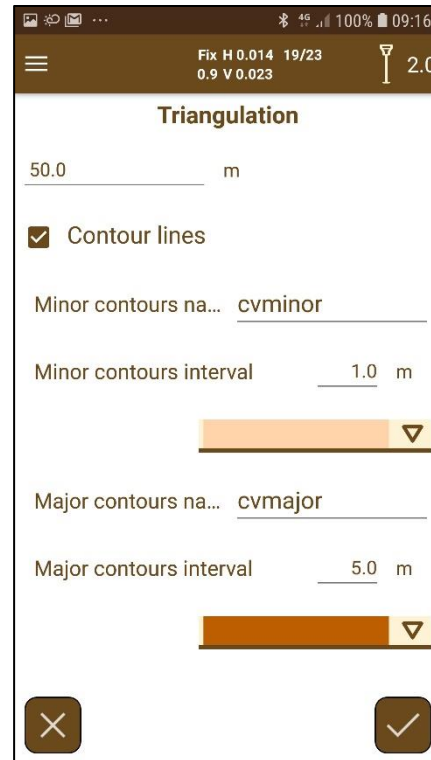 4G 100% 09:16
Fix H 0.014 19/23
0.9 V 0.023
2.0
Triangulation
50.0 m
Contour lines
Minor contours na... cvminor
Minor contours interval 1.0 m
Major contours na... cvmajor
Major contours interval 5.0 m